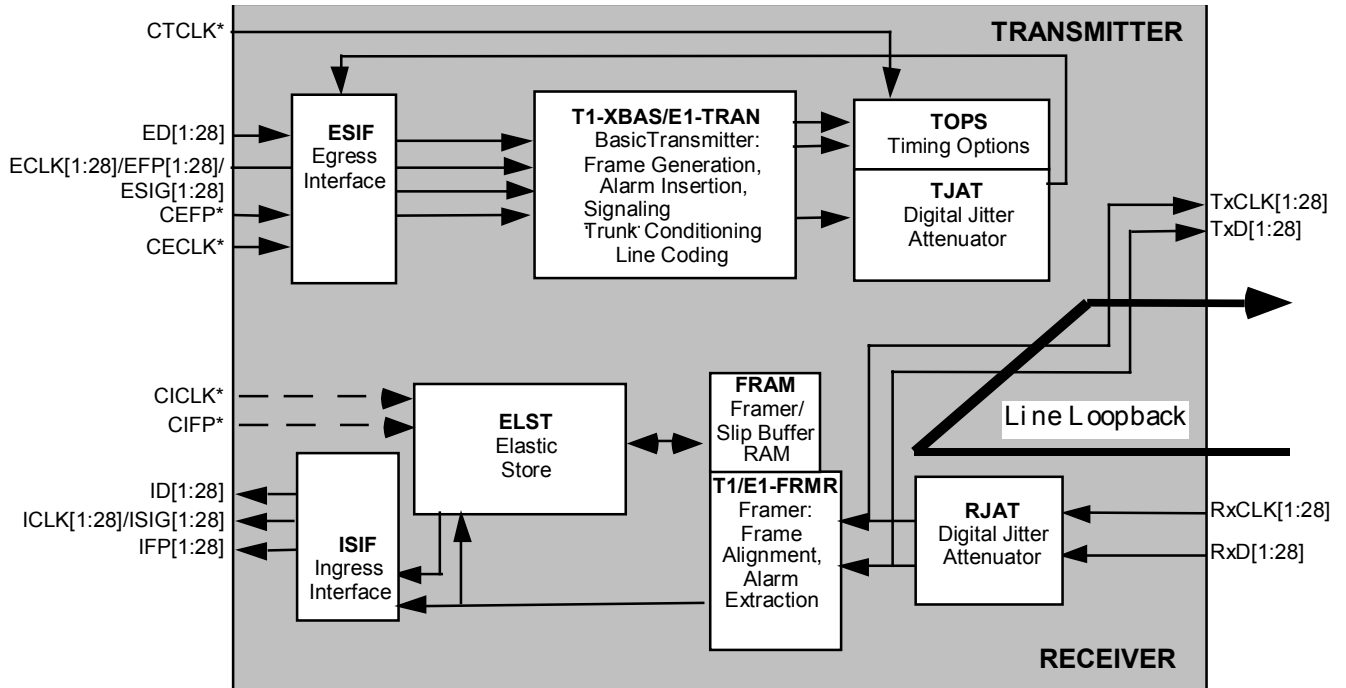 TRANSMITTER
CTCLK*
ED[1:28]
ECLK[1:28]/EFP[1:28]/
ESIG[1:28]
CEFP*
CECLK*
ESIF
Egress
Interface
T1-XBAS/E1-TRAN
BasicTransmitter:
Frame Generation,
Alarm Insertion,
Signaling
Trunk Conditioning
Line Coding
TOPS
Timing Options
TJAT
Digital Jitter
Attenuator
TxCLK[1:28]
TxD[1:28]
Line Loopback
CICLK*
CIFP*
ELST
Elastic
Store
FRAM
Framer/
Slip Buffer
RAM
ID[1:28]
ICLK[1:28]/ISIG[1:28]
IFP[1:28]
ISIF
Ingress
Interface
T1/E1-FRMR
Framer:
Frame
Alignment,
Alarm
Extraction
RJAT
Digital Jitter
Attenuator
RxCLK[1:28]
RxD[1:28]
RECEIVER